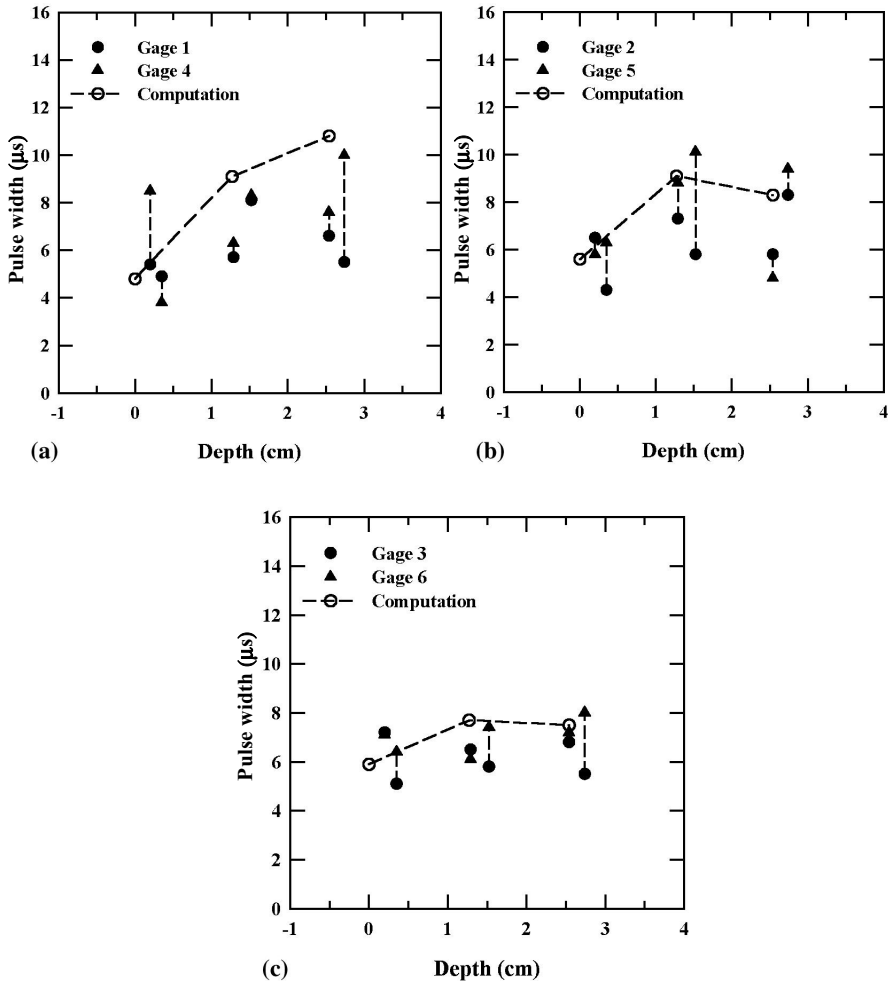 16
14
12
10
8
6
4
2
0
Pulse width (μs)
Gage 1
Gage 4
Computation
-1 0 1 2 3 4
(a) Depth (cm)
16
14
12
10
8
6
4
2
0
Pulse width (μs)
Gage 2
Gage 5
Computation
-1 0 1 2 3 4
(b) Depth (cm)
16
14
12
10
8
6
4
2
0
Pulse width (μs)
Gage 3
Gage 6
Computation
-1 0 1 2 3 4
(c) Depth (cm)